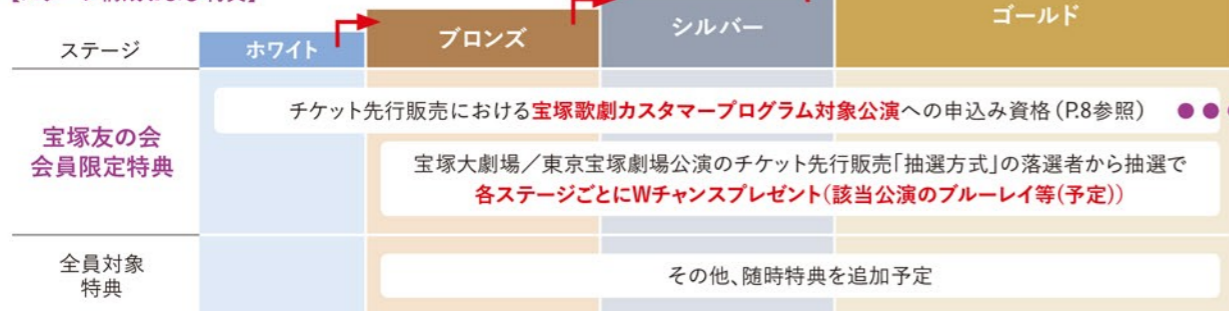 ステージ
ホワイト
ブロンズ
シルバー
ゴールド
宝塚友の会
会員限定特典
チケット先行販売における宝塚歌劇カスタマープログラム対象公演への申込み資格(P.8参照)
宝塚大劇場／東京宝塚劇場公演のチケット先行販売「抽選方式」の落選者から抽選で
各ステージごとにWチャンスプレゼント(該当公演のブルーレイ等(予定))
全員対象
特典
その他、随時特典を追加予定